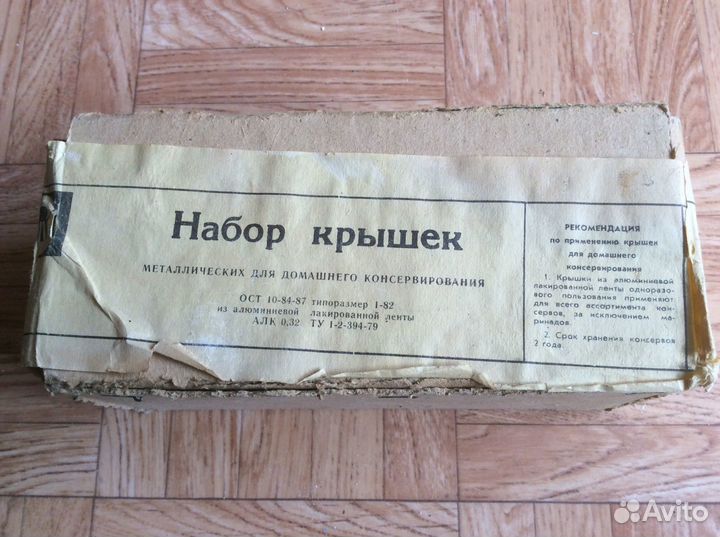 Набор крышек
МЕТАЛЛИЧЕСКИХ ДЛЯ ДОМАШНЕГО КОНСЕРВИРОВАНИЯ
ОСТ 10-84-87 типоразмер 1-82
из алюминиевой лакированной ленты
АЛК 0,32 ТУ 1-2-394-79
РЕКОМЕНДАЦИЯ
по применению крышек
для домашнего
консервирования
1. Крышки из алюминиевой
лакированной ленты одноразо-
вого пользования применяют
для всего ассортимента кон-
сервов, за исключением ма-
ринадов.
2. Срок хранения консервов
2 года.
Avito